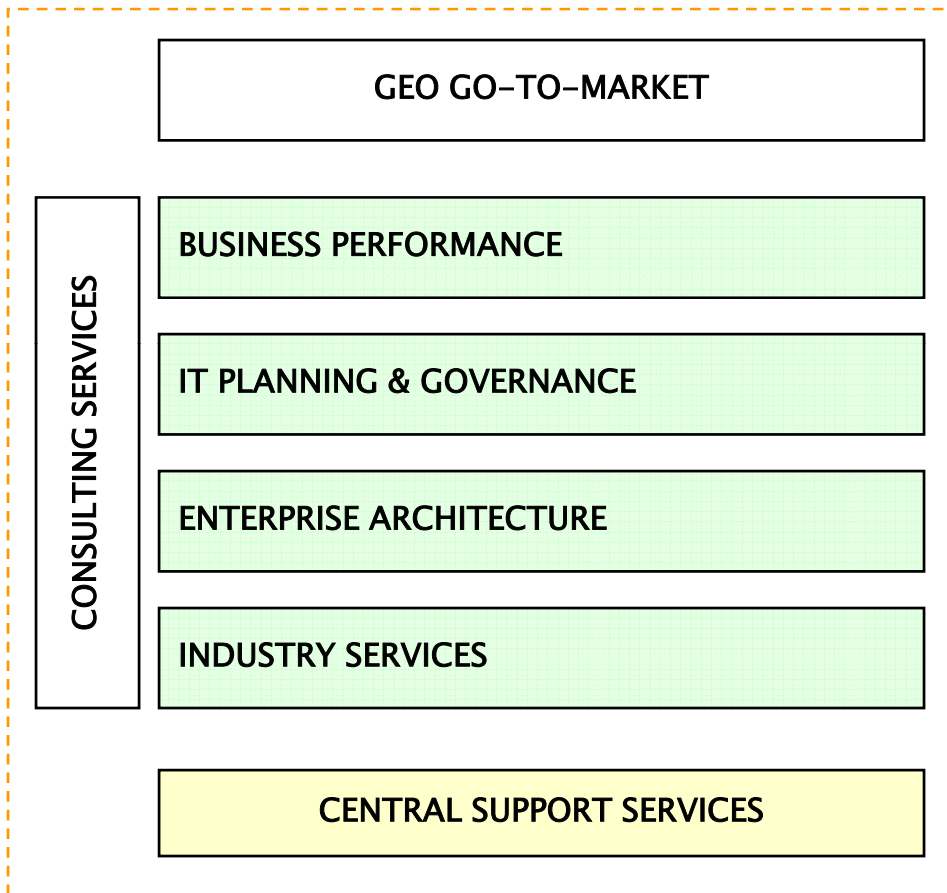 GEO GO-TO-MARKET
CONSULTING SERVICES
BUSINESS PERFORMANCE
IT PLANNING & GOVERNANCE
ENTERPRISE ARCHITECTURE
INDUSTRY SERVICES
CENTRAL SUPPORT SERVICES